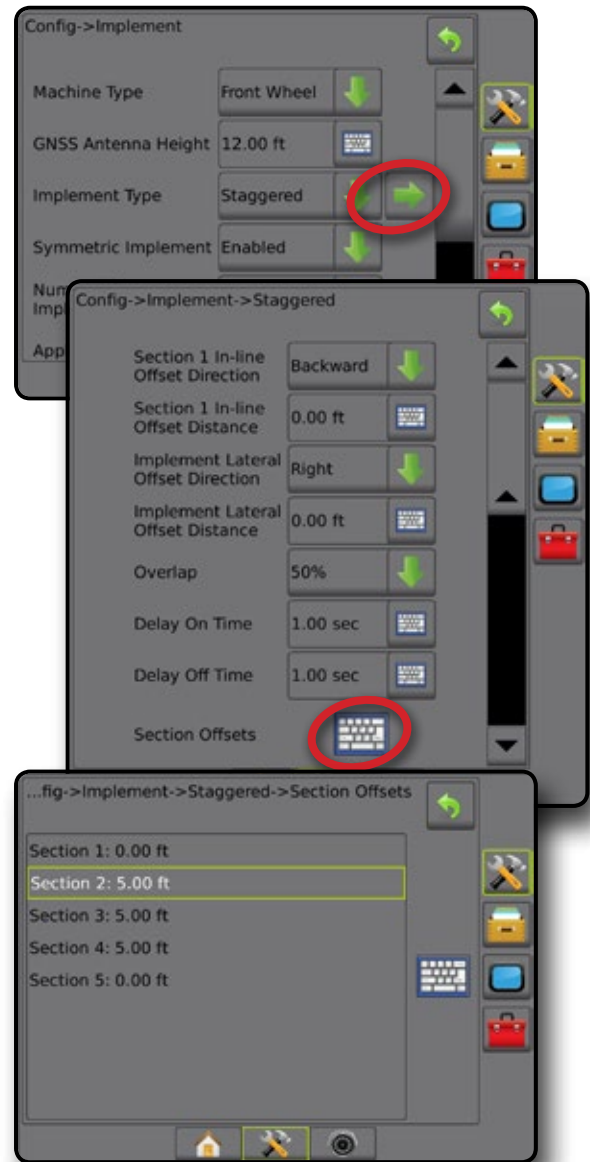 Config->Implement
Machine Type Front Wheel
GNSS Antenna Height 12.00 ft
Implement Type Staggered
Symmetric Implement Enabled
Config->Implement->Staggered
Section 1 In-line
Offset Direction
Backward
Section 1 In-line
Offset Distance
0.00 ft
Implement Lateral
Offset Direction
Right
Implement Lateral
Offset Distance
0.00 ft
Overlap 50%
Delay On Time 1.00 sec
Delay Off Time 1.00 sec
Section Offsets
...fig->Implement->Staggered->Section Offsets
Section 1: 0.00 ft
Section 2: 5.00 ft
Section 3: 5.00 ft
Section 4: 5.00 ft
Section 5: 0.00 ft